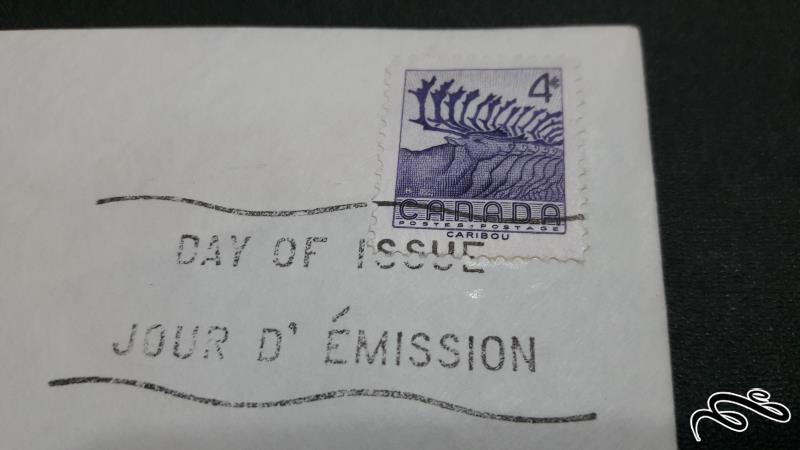 4¢
CANADA
POSTES - POSTAGE
CARIBOU
DAY OF ISSUE
JOUR D' ÉMISSION